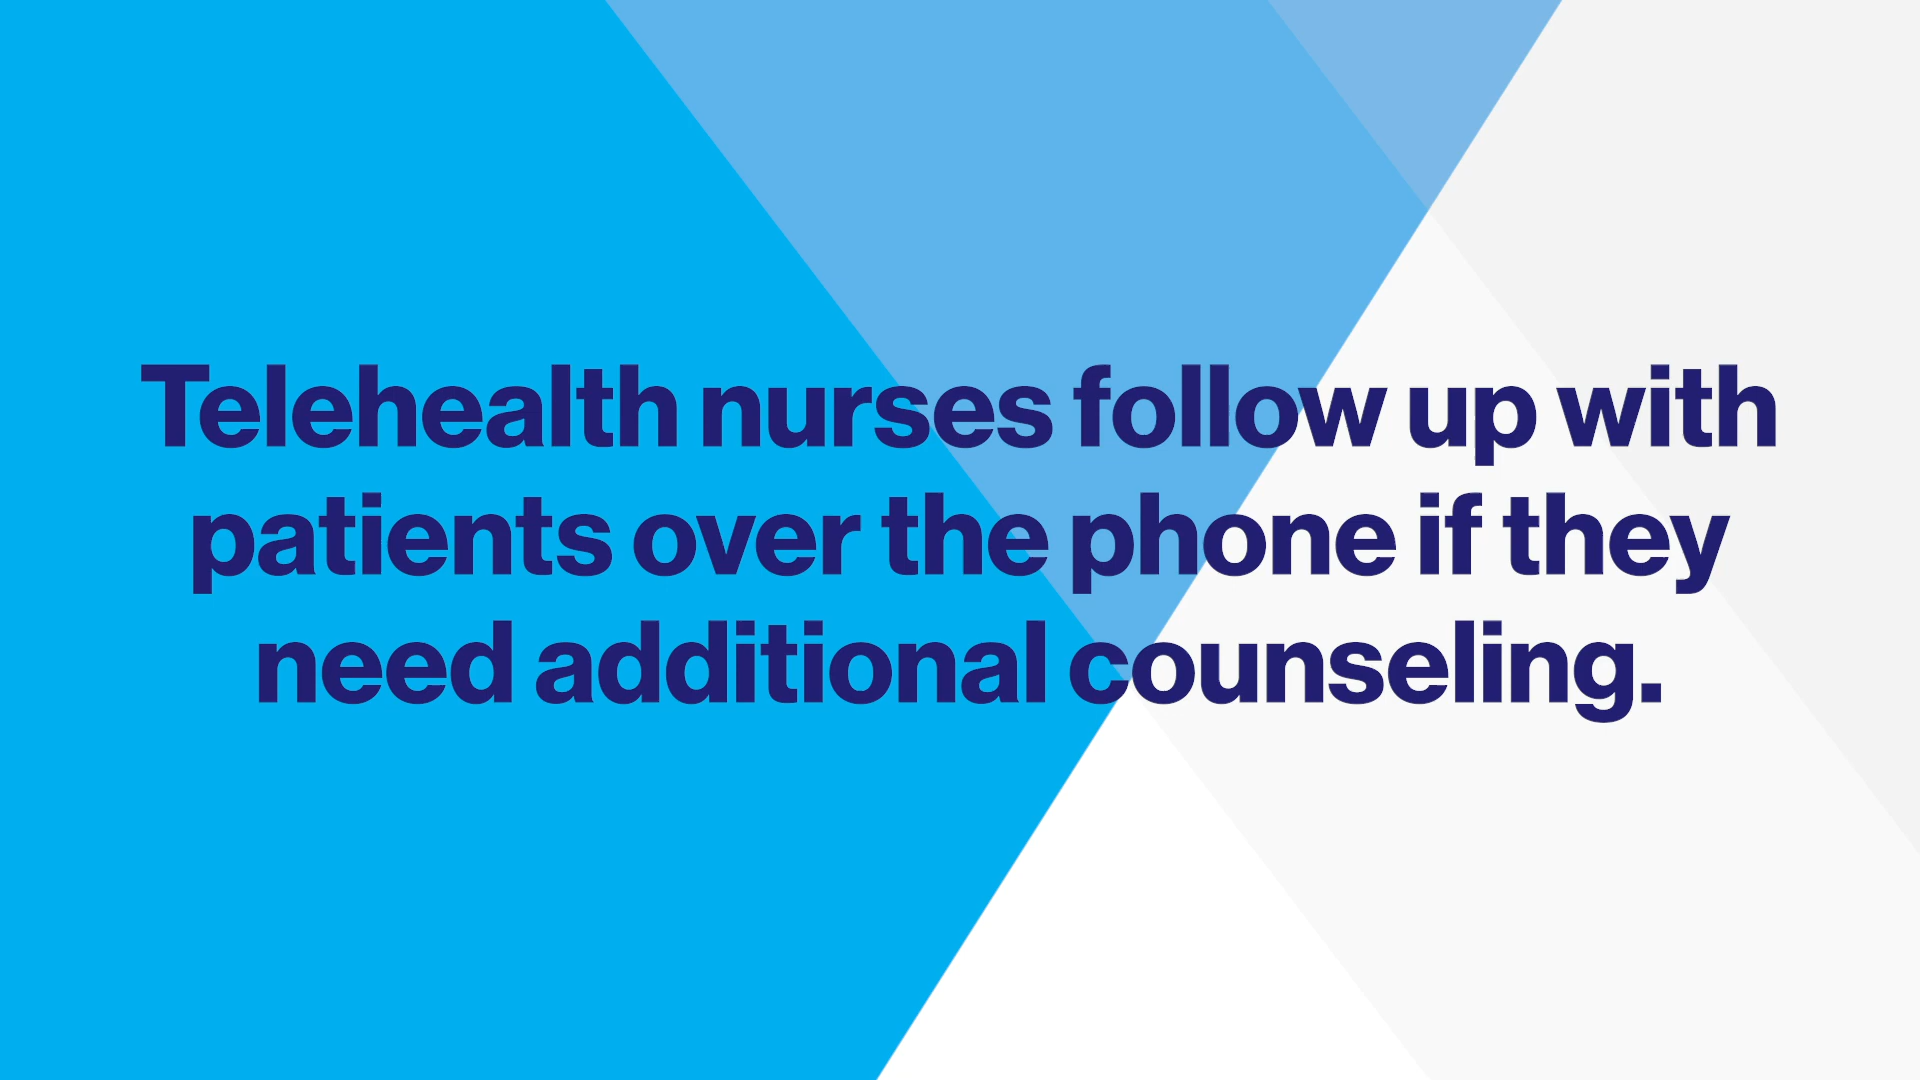 Telehealth nurses follow up with
patients over the phone if they
need additional counseling.